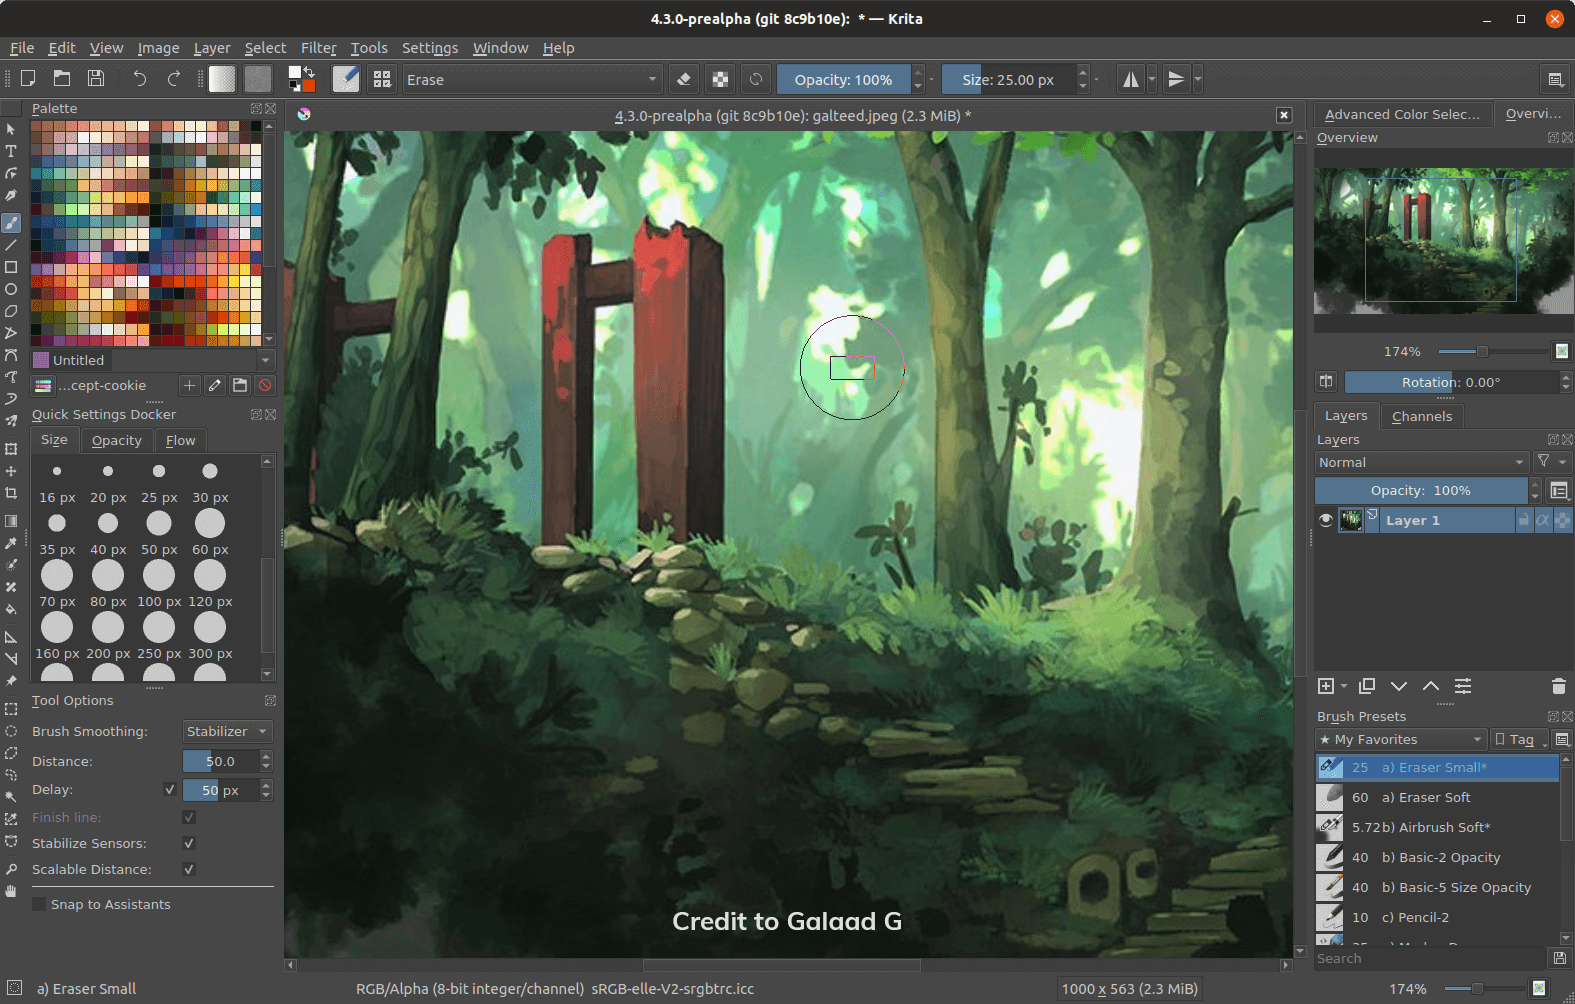 4.3.0-prealpha (git 8c9b10e): * — Krita
File Edit View Image Layer Select Filter Tools Settings Window Help
Erase
Opacity: 100%
Size: 25.00 px
Palette
4.3.0-prealpha (git 8c9b10e): galteed.jpeg (2.3 MiB) *
Advanced Color Selec...
Overvi...
Overview
174%
Rotation: 0.00°
Untitled
...cept-cookie
Quick Settings Docker
Size Opacity Flow
16 px 20 px 25 px 30 px
35 px 40 px 50 px 60 px
70 px 80 px 100 px 120 px
160 px 200 px 250 px 300 px
Tool Options
Brush Smoothing: Stabilizer
Distance: 50.0
Delay: 50 px
Finish line:
Stabilize Sensors:
Scalable Distance:
Snap to Assistants
Credit to Galaad G
Layers Channels
Layers
Normal
Opacity: 100%
Layer 1
Brush Presets
★ My Favorites
Tag
25 a) Eraser Small*
60 a) Eraser Soft
5.72 b) Airbrush Soft*
40 b) Basic-2 Opacity
40 b) Basic-5 Size Opacity
10 c) Pencil-2
Search
a) Eraser Small
RGB/Alpha (8-bit integer/channel) sRGB-elle-V2-srgbtrc.icc
1000 x 563 (2.3 MiB)
174%